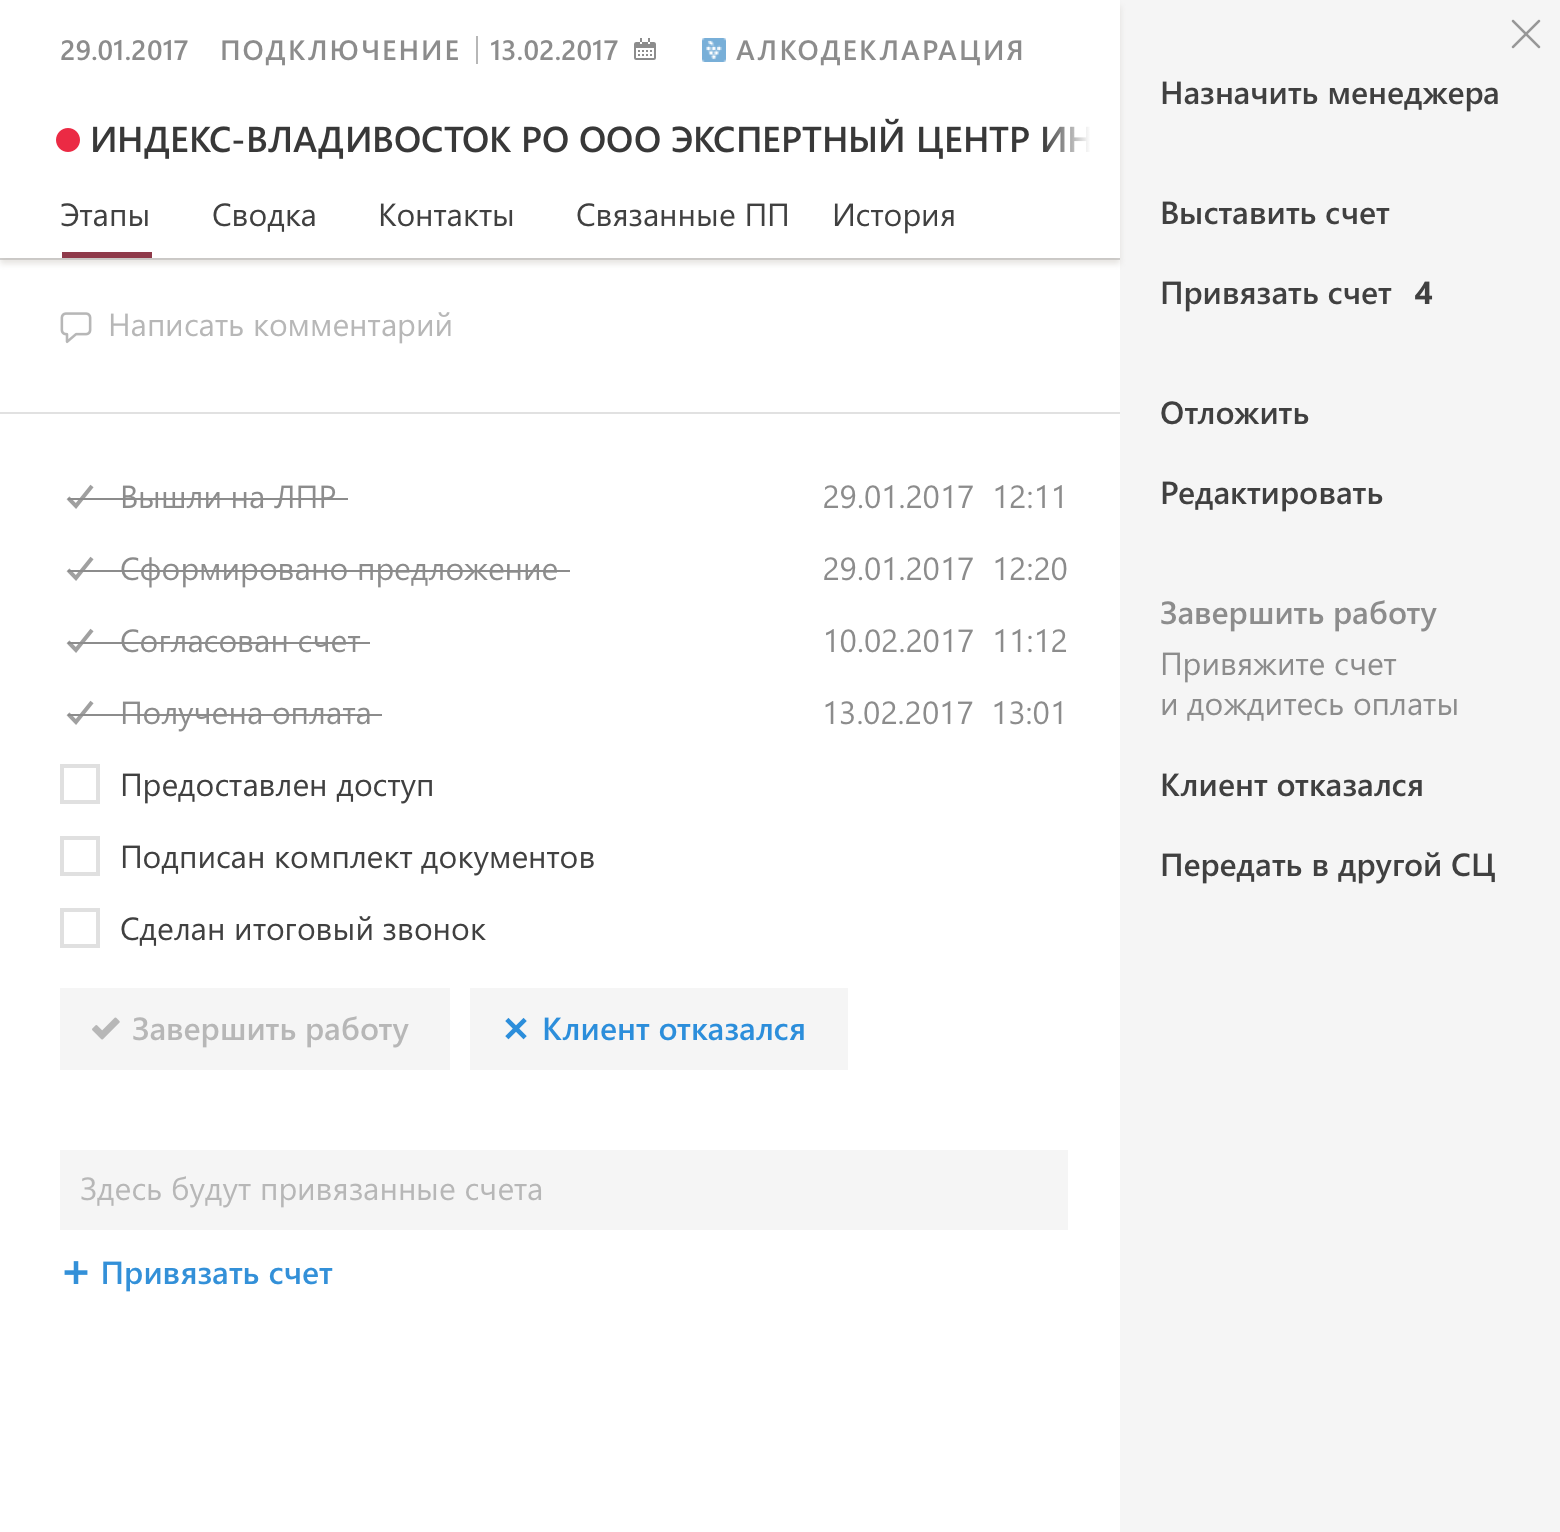 29.01.2017 ПОДКЛЮЧЕНИЕ 13.02.2017 АЛКОДЕКЛАРАЦИЯ
ИНДЕКС-ВЛАДИВОСТОК РО ООО ЭКСПЕРТНЫЙ ЦЕНТР ИН
Этапы Сводка Контакты Связанные ПП История
Написать комментарий
Вышли на ЛПР 29.01.2017 12:11
Сформировано предложение 29.01.2017 12:20
Согласован счет 10.02.2017 11:12
Получена оплата 13.02.2017 13:01
Предоставлен доступ
Подписан комплект документов
Сделан итоговый звонок
Завершить работу Клиент отказался
Здесь будут привязанные счета
+ Привязать счет
Назначить менеджера
Выставить счет
Привязать счет 4
Отложить
Редактировать
Завершить работу
Привяжите счет
и дождитесь оплаты
Клиент отказался
Передать в другой СЦ